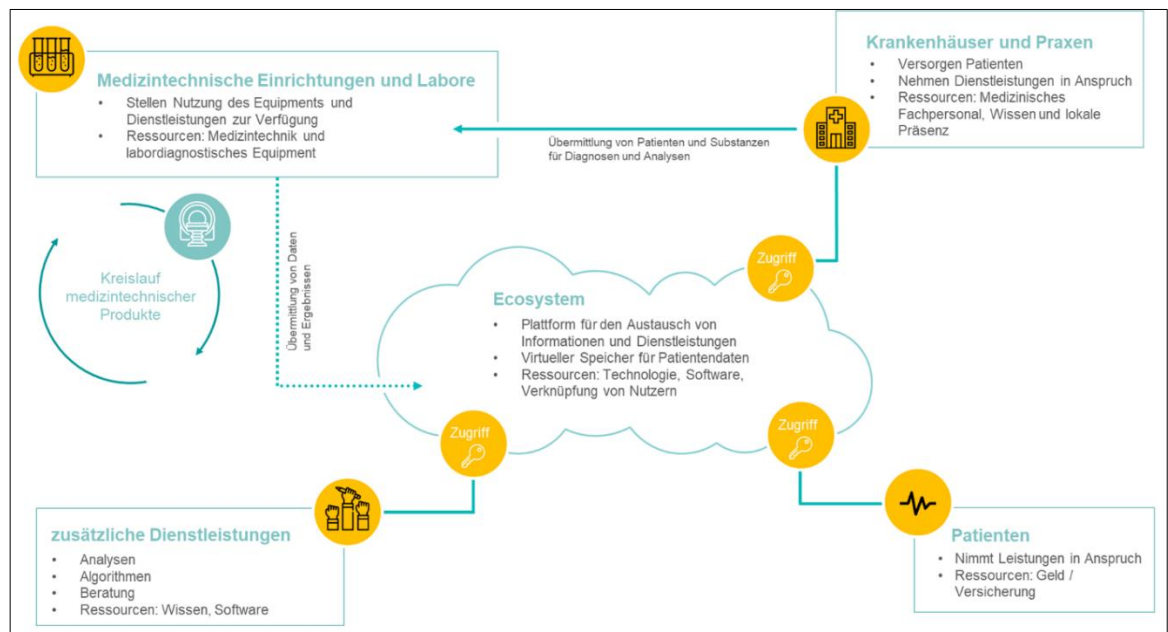 Medizintechnische Einrichtungen und Labore
• Stellen Nutzung des Equipments und
Dienstleistungen zur Verfügung
• Ressourcen: Medizintechnik und
labordiagnostisches Equipment
Krankenhäuser und Praxen
• Versorgen Patienten
• Nehmen Dienstleistungen in Anspruch
• Ressourcen: Medizinisches
Fachpersonal, Wissen und lokale
Präsenz
Übermittlung von Patienten und Substanzen
für Diagnosen und Analysen
Kreislauf
medizintechnischer
Produkte
Übermittlung von Daten
und Ergebnissen
Zugriff
Ecosystem
• Plattform für den Austausch von
Informationen und Dienstleistungen
• Virtueller Speicher für Patientendaten
• Ressourcen: Technologie, Software,
Verknüpfung von Nutzern
Zugriff
Zugriff
zusätzliche Dienstleistungen
• Analysen
• Algorithmen
• Beratung
• Ressourcen: Wissen, Software
Patienten
• Nimmt Leistungen in Anspruch
• Ressourcen: Geld /
Versicherung